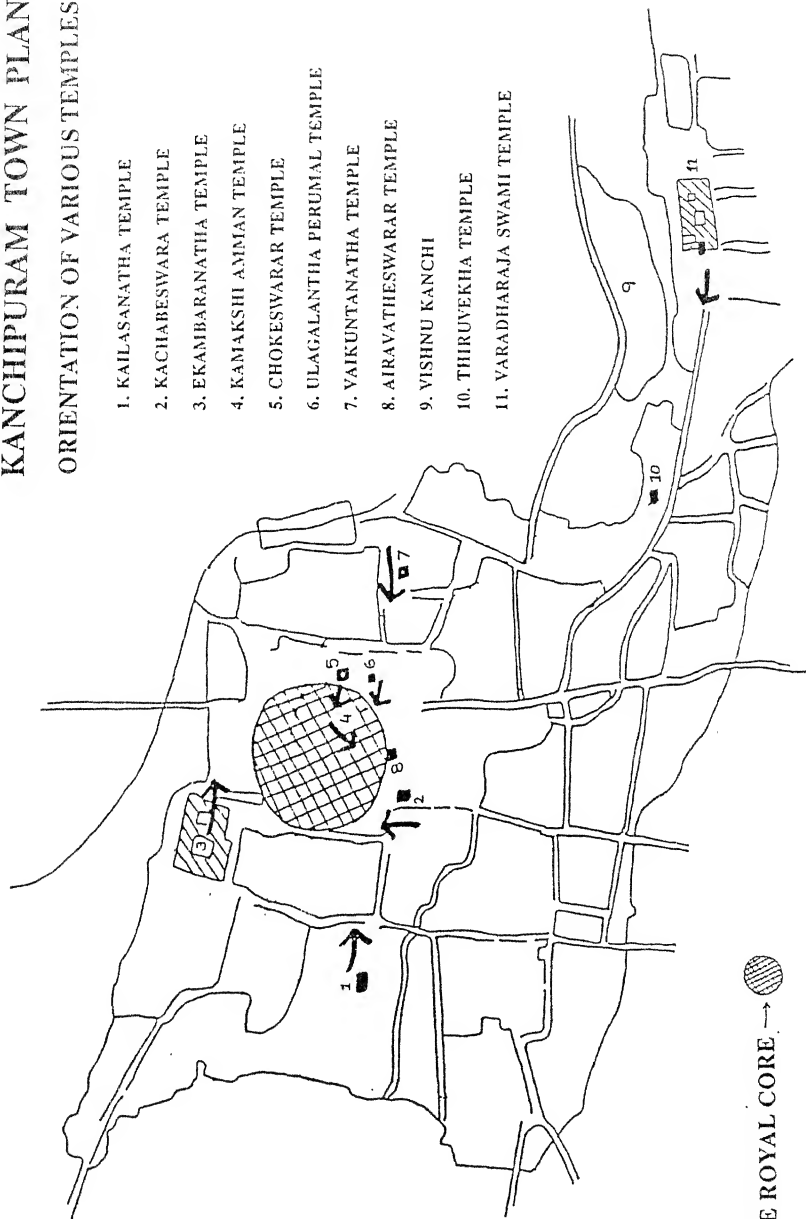 KANCHIPURAM TOWN PLAN
ORIENTATION OF VARIOUS TEMPLES
1. KAILASANATHA TEMPLE
2. KACHABESWARA TEMPLE
3. EKAMBARANATHA TEMPLE
4. KAMAKSHI AMMAN TEMPLE
5. CHOKESWARAR TEMPLE
6. ULAGALANTHA PERUMAL TEMPLE
7. VAIKUNTANATHA TEMPLE
8. AIRAVATHESWARAR TEMPLE
9. VISHNU KANCHI
10. THIRUVEKHA TEMPLE
11. VARADHARAJA SWAMI TEMPLE
3
1
2
8
4
5
6
7
10
9
11
E ROYAL CORE →